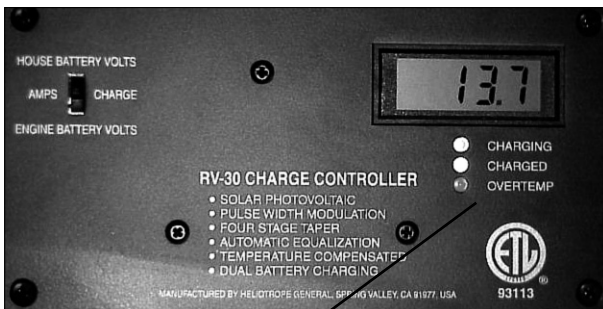 HOUSE BATTERY VOLTS
AMPS CHARGE
ENGINE BATTERY VOLTS
13.7
CHARGING
CHARGED
OVERTEMP
RV-30 CHARGE CONTROLLER
• SOLAR PHOTOVOLTAIC
• PULSE WIDTH MODULATION
• FOUR STAGE TAPER
• AUTOMATIC EQUALIZATION
• TEMPERATURE COMPENSATED
• DUAL BATTERY CHARGING
MANUFACTURED BY HELIOTROPE GENERAL, SPRING VALLEY, CA 91977, USA
ETL
®
93113